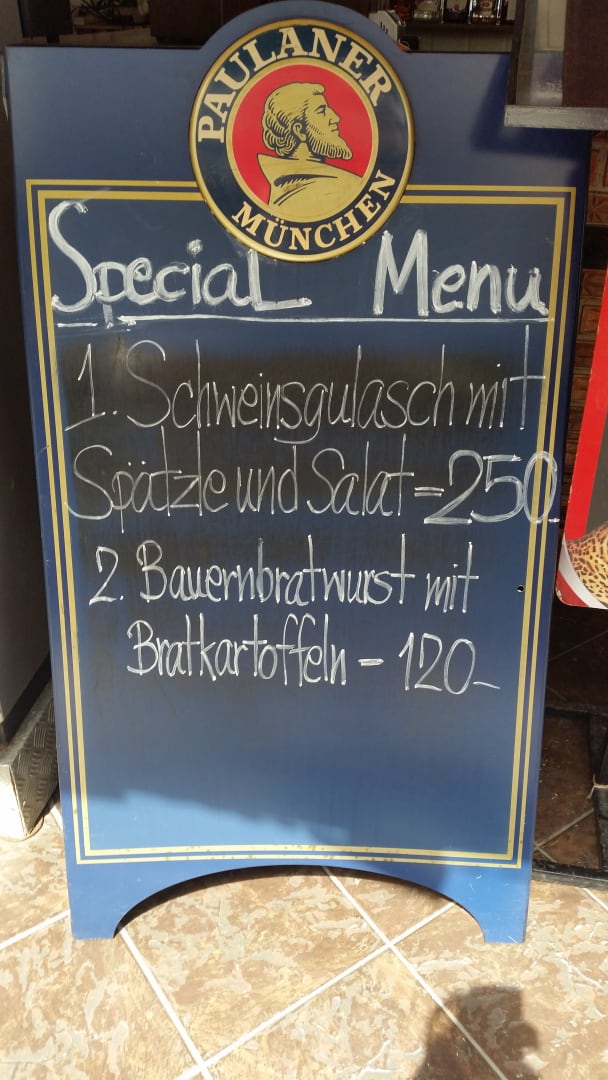 PAULANER
MÜNCHEN
Special Menu
1. Schweinsgulasch mit
Spätzle und Salat = 250.
2. Bauernbratwurst mit
Bratkartoffeln - 120-